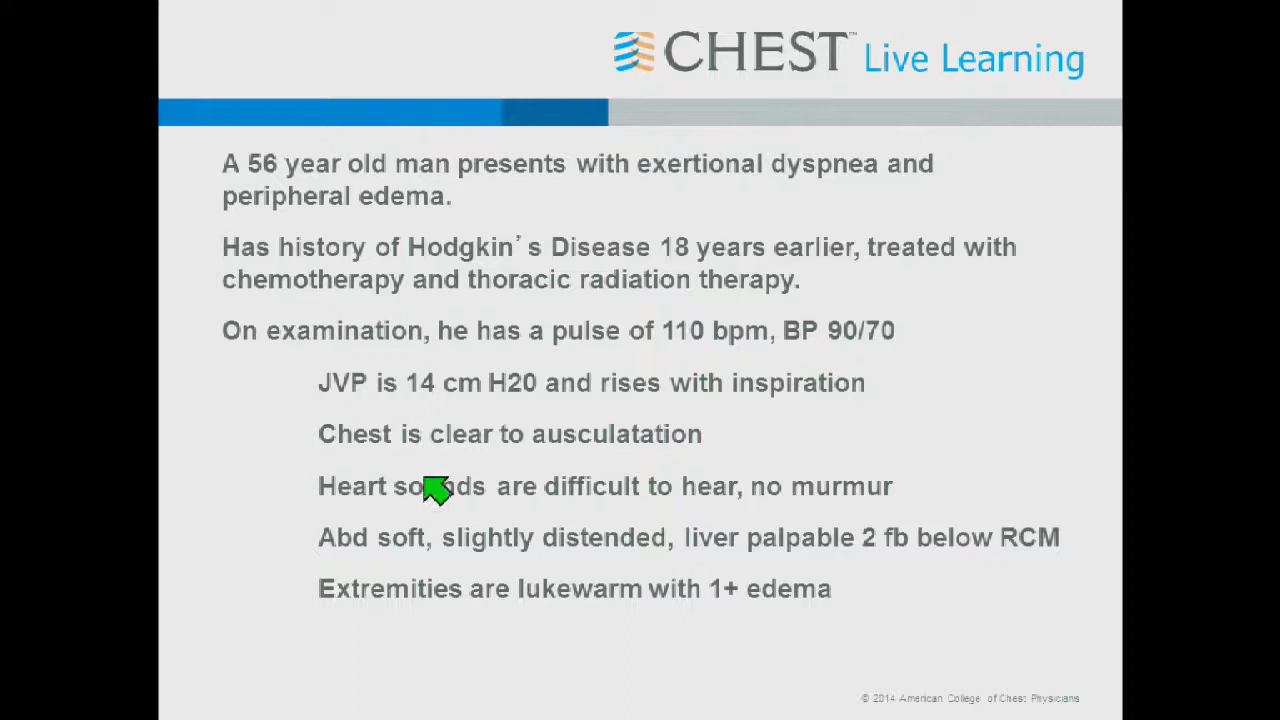 CHEST™ Live Learning
A 56 year old man presents with exertional dyspnea and
peripheral edema.
Has history of Hodgkin's Disease 18 years earlier, treated with
chemotherapy and thoracic radiation therapy.
On examination, he has a pulse of 110 bpm, BP 90/70
JVP is 14 cm H20 and rises with inspiration
Chest is clear to ausculatation
Heart sounds are difficult to hear, no murmur
Abd soft, slightly distended, liver palpable 2 fb below RCM
Extremities are lukewarm with 1+ edema
© 2014 American College of Chest Physicians